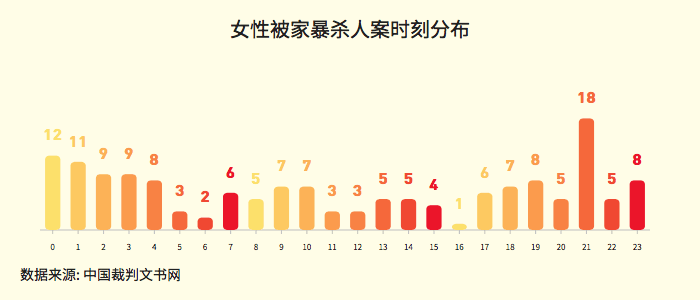 女性被家暴杀人案时刻分布
12 11 9 9 8 3 2 6 5 7 7 3 3 5 5 4 1 6 7 8 5 18 5 8
0 1 2 3 4 5 6 7 8 9 10 11 12 13 14 15 16 17 18 19 20 21 22 23
数据来源: 中国裁判文书网